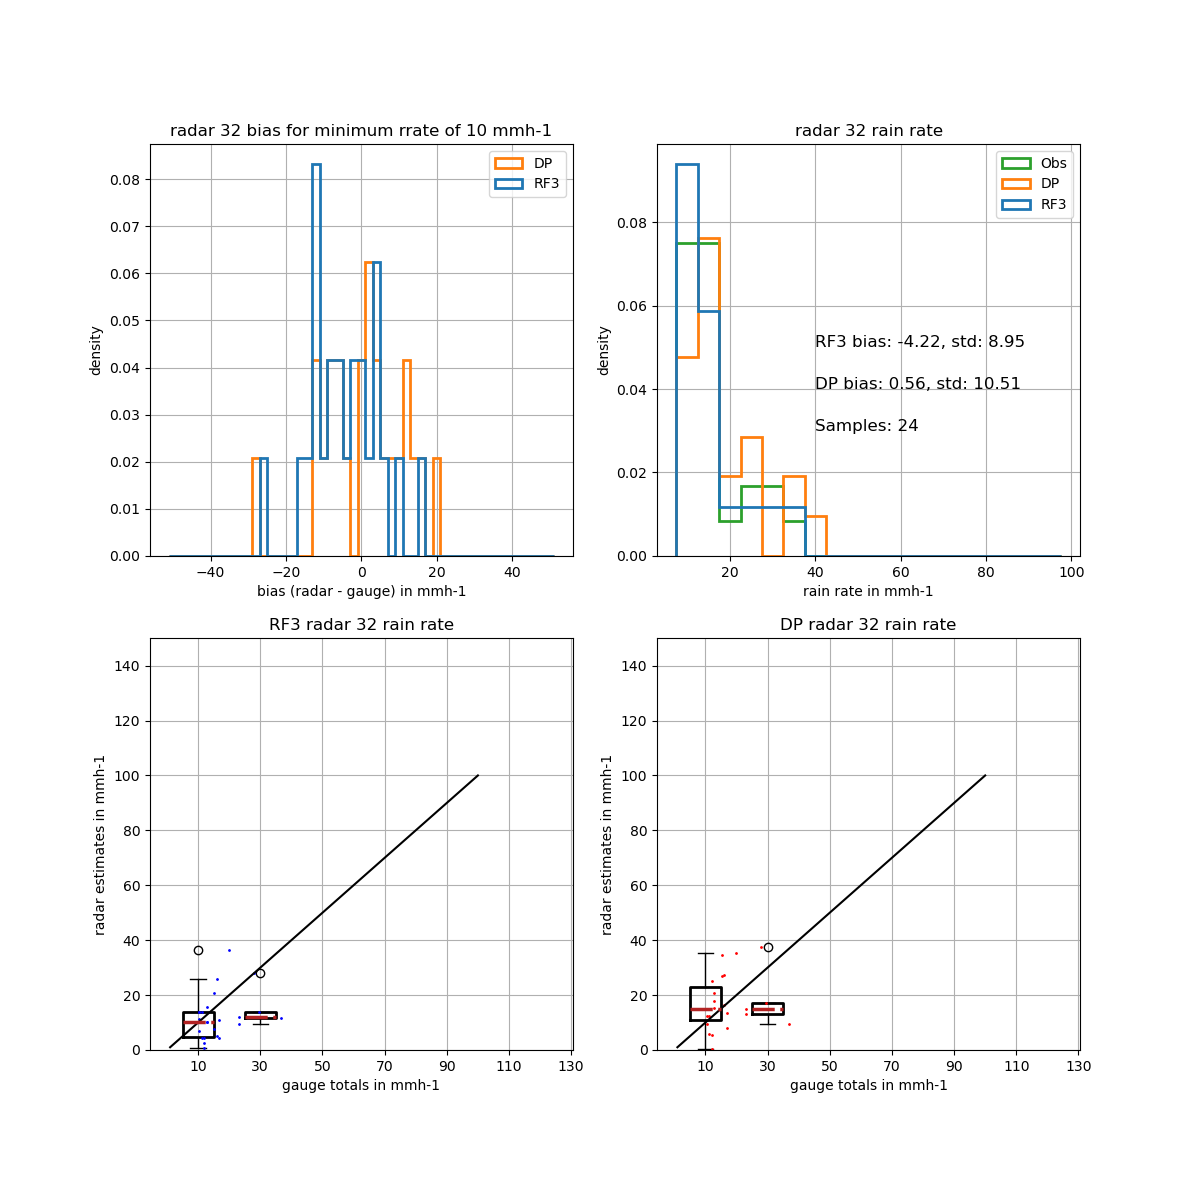 radar 32 bias for minimum rrate of 10 mmh-1
DP
RF3
0.08
0.07
0.06
0.05
0.04
0.03
0.02
0.01
0.00
density
−40
−20
0
20
40
bias (radar - gauge) in mmh-1
radar 32 rain rate
Obs
DP
RF3
0.08
0.06
0.04
0.02
0.00
density
RF3 bias: -4.22, std: 8.95
DP bias: 0.56, std: 10.51
Samples: 24
20
40
60
80
100
rain rate in mmh-1
RF3 radar 32 rain rate
140
120
100
80
60
40
20
0
radar estimates in mmh-1
10
30
50
70
90
110
130
gauge totals in mmh-1
DP radar 32 rain rate
140
120
100
80
60
40
20
0
radar estimates in mmh-1
10
30
50
70
90
110
130
gauge totals in mmh-1